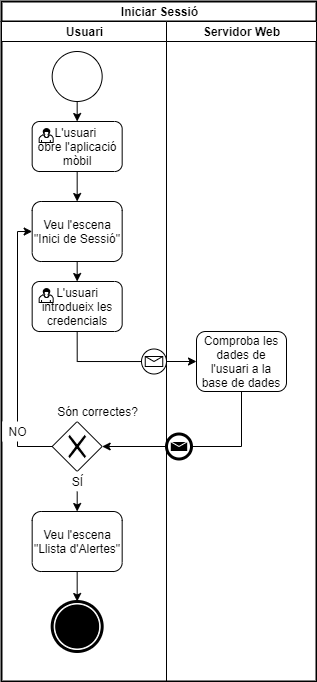 Iniciar Sessió
Usuari
Servidor Web
L'usuari
obre l'aplicació
mòbil
Veu l'escena
"Inici de Sessió"
L'usuari
introdueix les
credencials
Comproba les
dades de
l'usuari a la
base de dades
Són correctes?
NO
SÍ
Veu l'escena
"Llista d'Alertes"